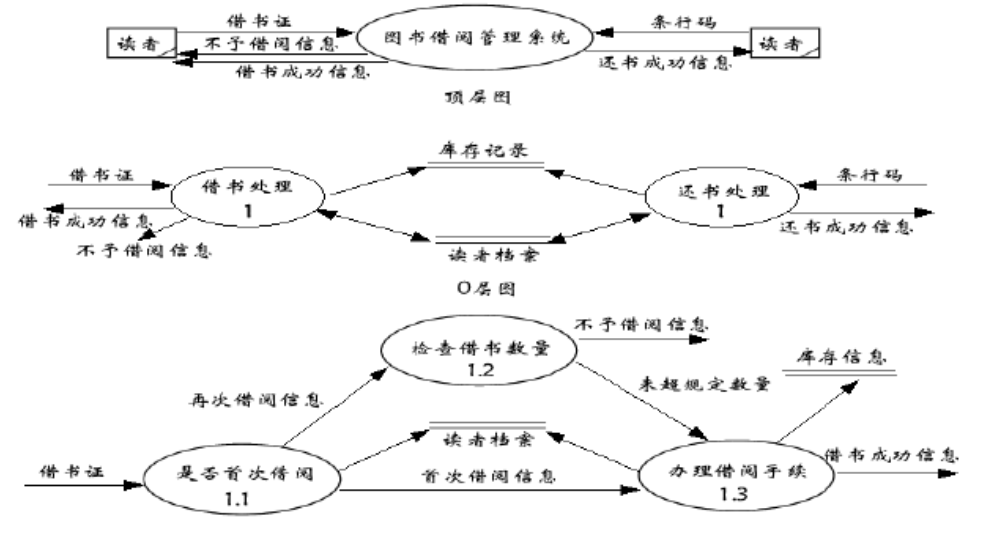 借书证
条行码
读者
不予借阅信息
图书借阅管理系统
读者
借书成功信息
还书成功信息
顶层图
库存记录
借书证
借书处理
还书处理
条行码
1
1
借书成功信息
还书成功信息
不予借阅信息
读者档案
0层图
不予借阅信息
检查借书数量
库存信息
1.2
未超规定数量
再次借阅信息
读者档案
借书成功信息
借书证
是否首次借阅
首次借阅信息
办理借阅手续
1.1
1.3